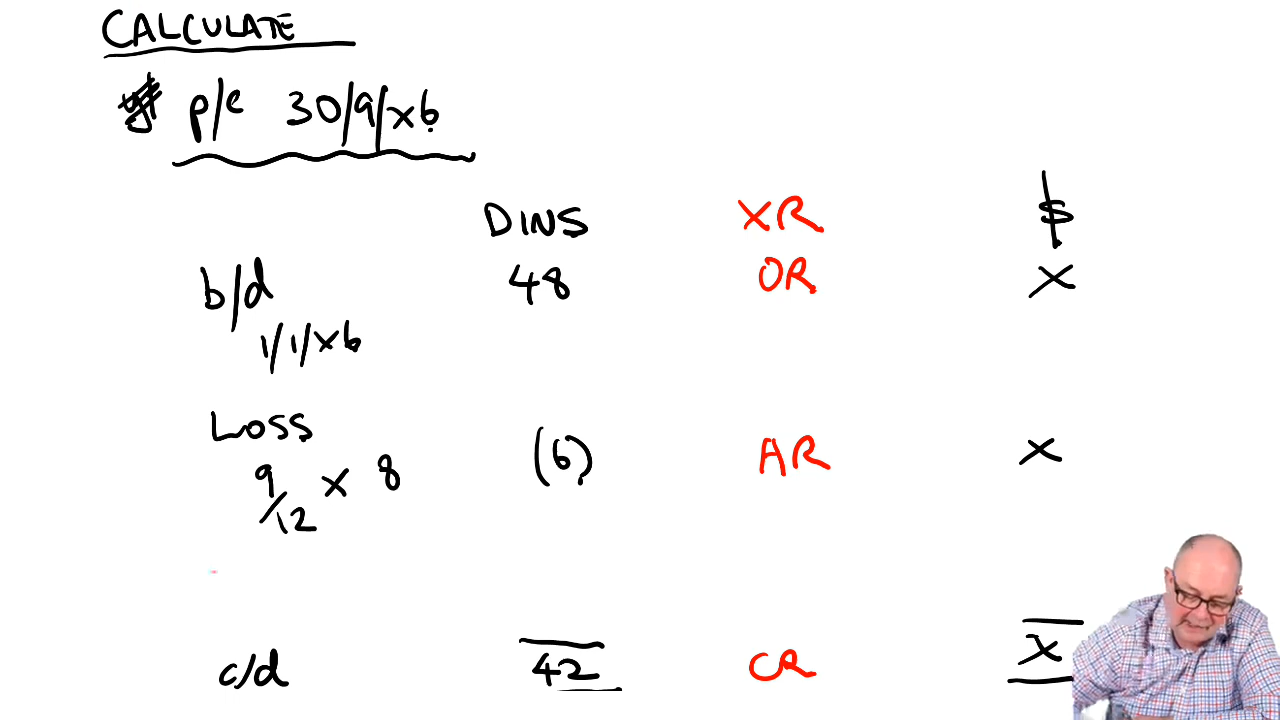 CALCULATE
p/e 30/9/x6
DINS XR $
b/d 48 OR X
1/1/x6
LOSS (6) AR X
9/12 x 8
c/d 42 CR X